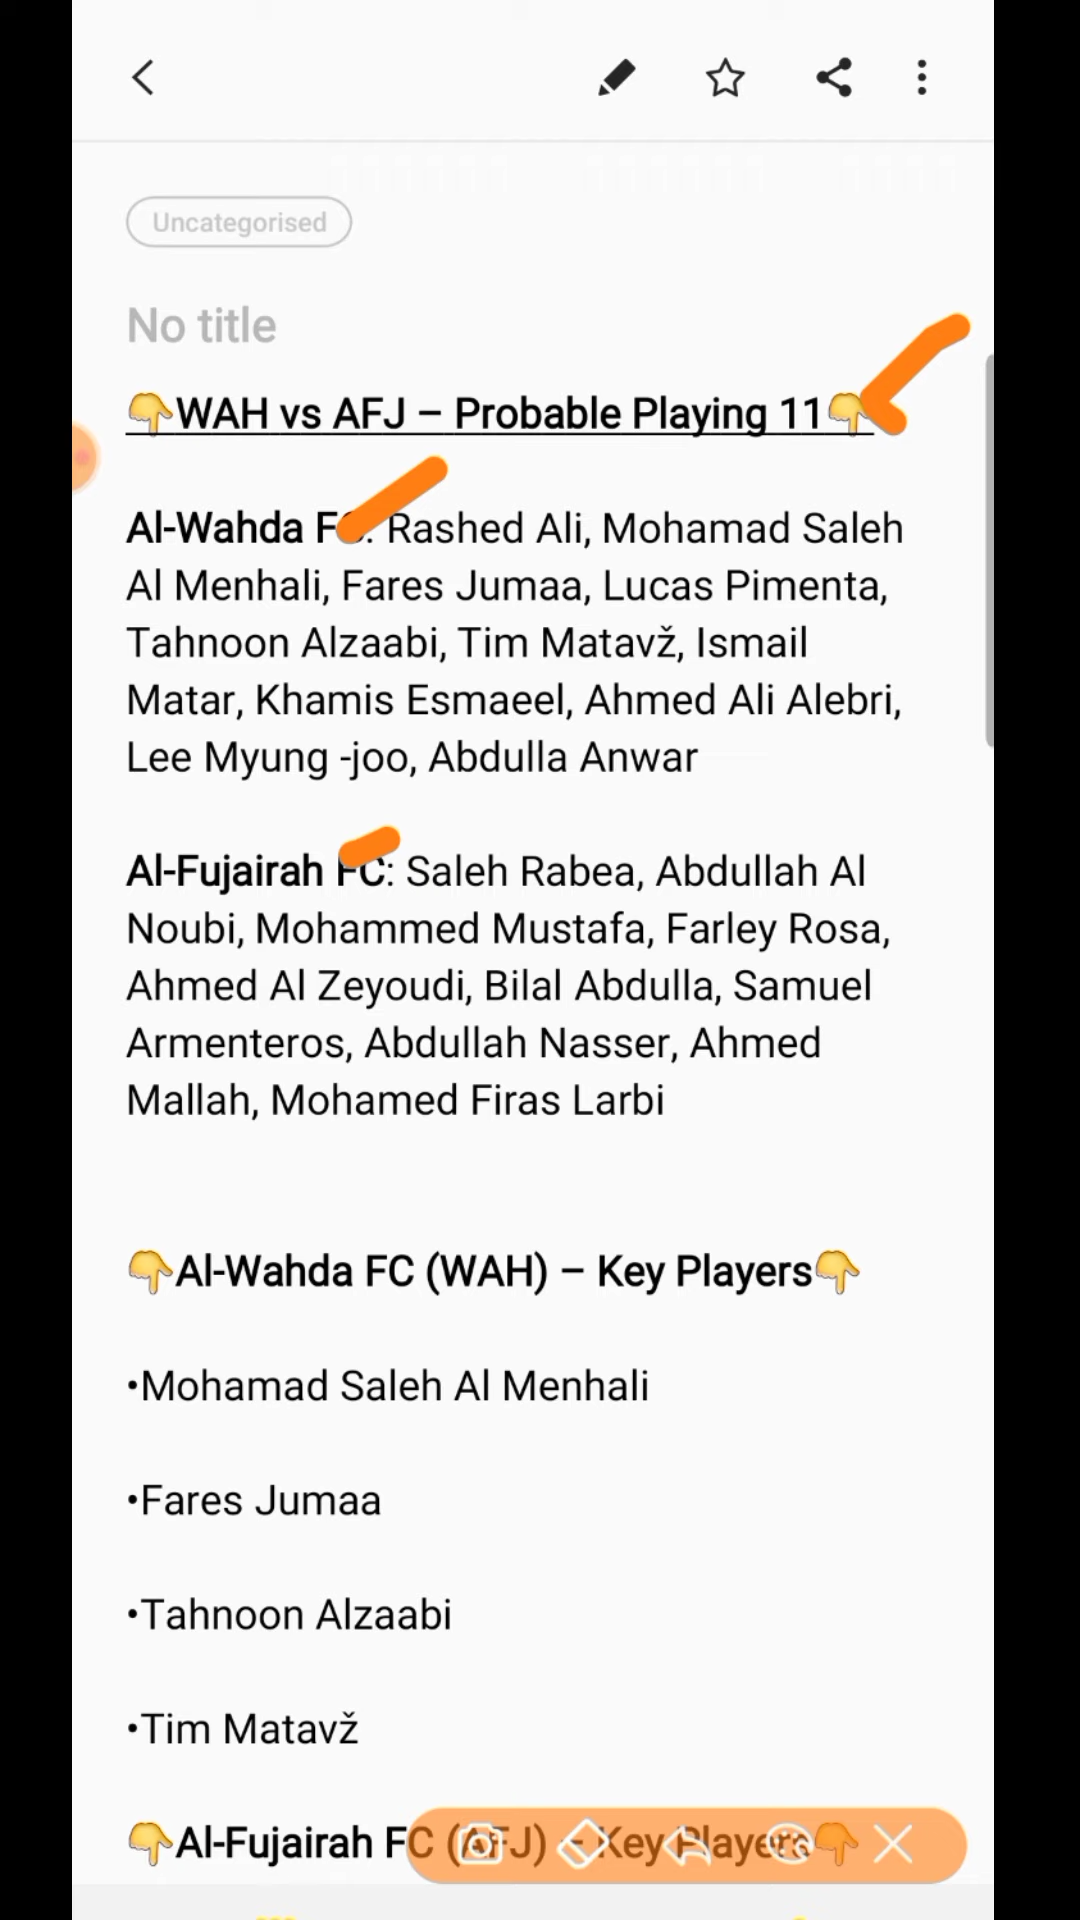 Uncategorised
No title
👇WAH vs AFJ – Probable Playing 11👇
Al-Wahda FC: Rashed Ali, Mohamad Saleh
Al Menhali, Fares Jumaa, Lucas Pimenta,
Tahnoon Alzaabi, Tim Matavž, Ismail
Matar, Khamis Esmaeel, Ahmed Ali Alebri,
Lee Myung -joo, Abdulla Anwar
Al-Fujairah FC: Saleh Rabea, Abdullah Al
Noubi, Mohammed Mustafa, Farley Rosa,
Ahmed Al Zeyoudi, Bilal Abdulla, Samuel
Armenteros, Abdullah Nasser, Ahmed
Mallah, Mohamed Firas Larbi
👇Al-Wahda FC (WAH) – Key Players👇
•Mohamad Saleh Al Menhali
•Fares Jumaa
•Tahnoon Alzaabi
•Tim Matavž
👇Al-Fujairah FC (AFJ) – Key Players👇